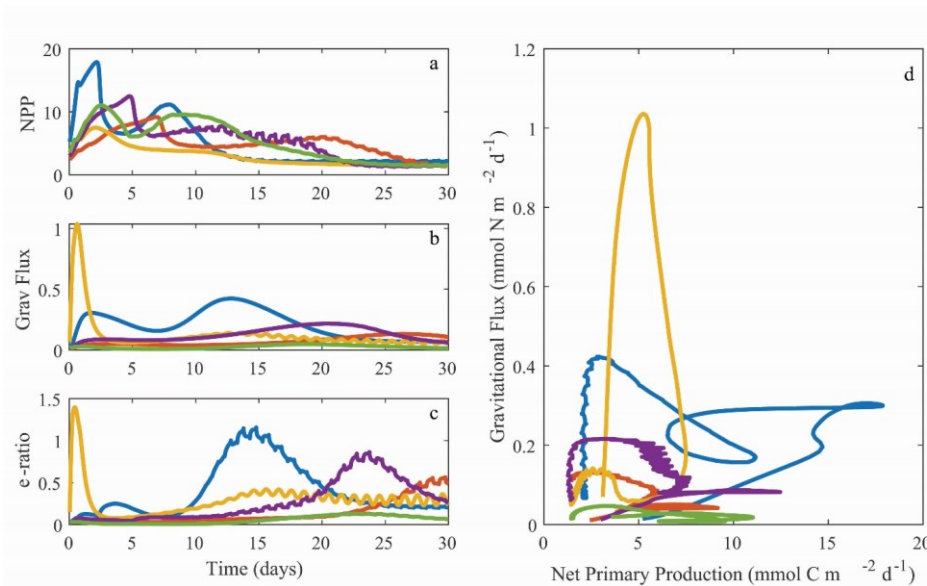 a
20
10
0
NPP
0 5 10 15 20 25 30
b
1
0.5
0
Grav Flux
0 5 10 15 20 25 30
c
1.5
1
0.5
0
e-ratio
0 5 10 15 20 25 30
Time (days)
d
1.2
1
0.8
0.6
0.4
0.2
0
Gravitational Flux (mmol N m -2 d-1)
0 5 10 15 20
Net Primary Production (mmol C m -2 d-1)